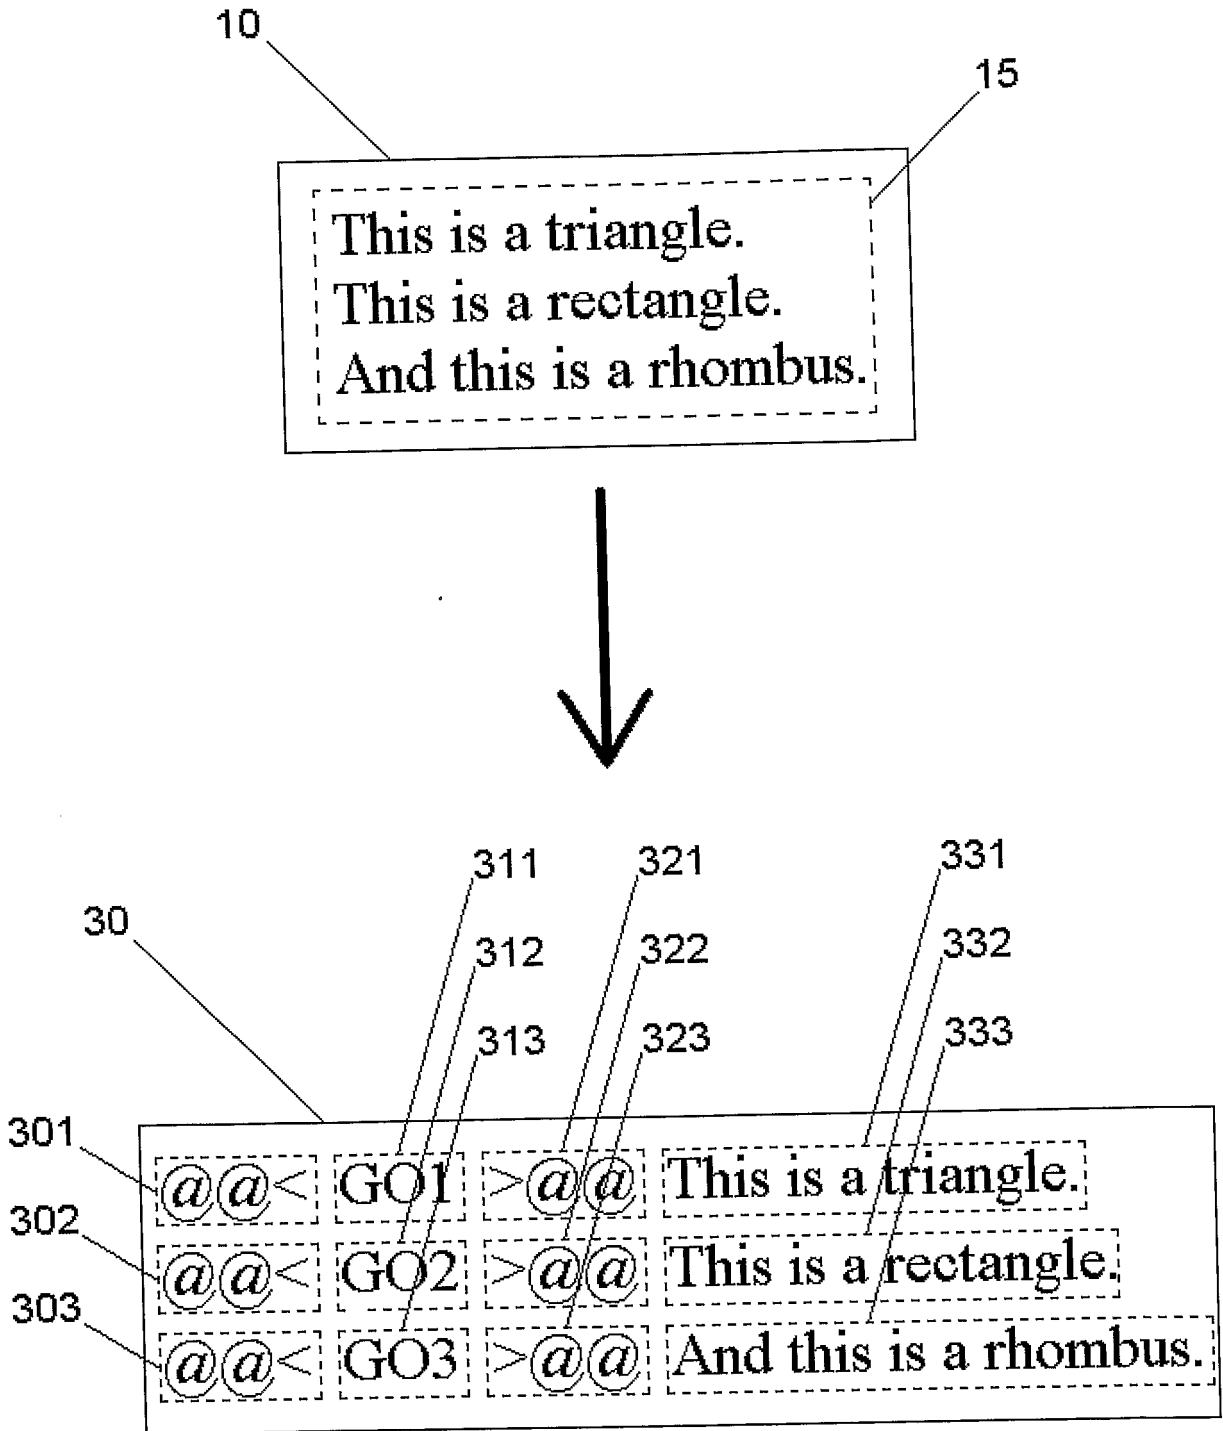 10
15
This is a triangle.
This is a rectangle.
And this is a rhombus.
311 321 331
30 312 322 332
313 323 333
301 @@< GO1 >@@ This is a triangle.
302 @@< GO2 >@@ This is a rectangle.
303 @@< GO3 >@@ And this is a rhombus.